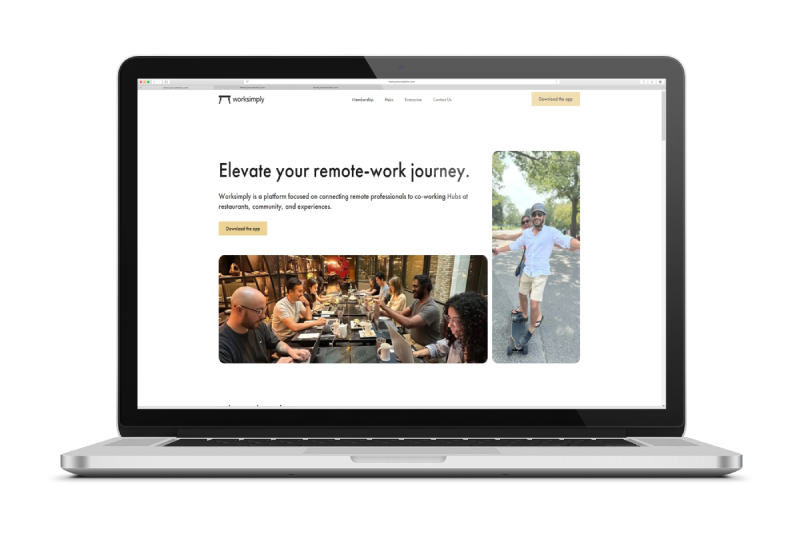 worksimply
Membership Hubs Enterprise Contact Us
Download the app
Elevate your remote-work journey.
Worksimply is a platform focused on connecting remote professionals to co-working Hubs at
restaurants, community, and experiences.
Download the app